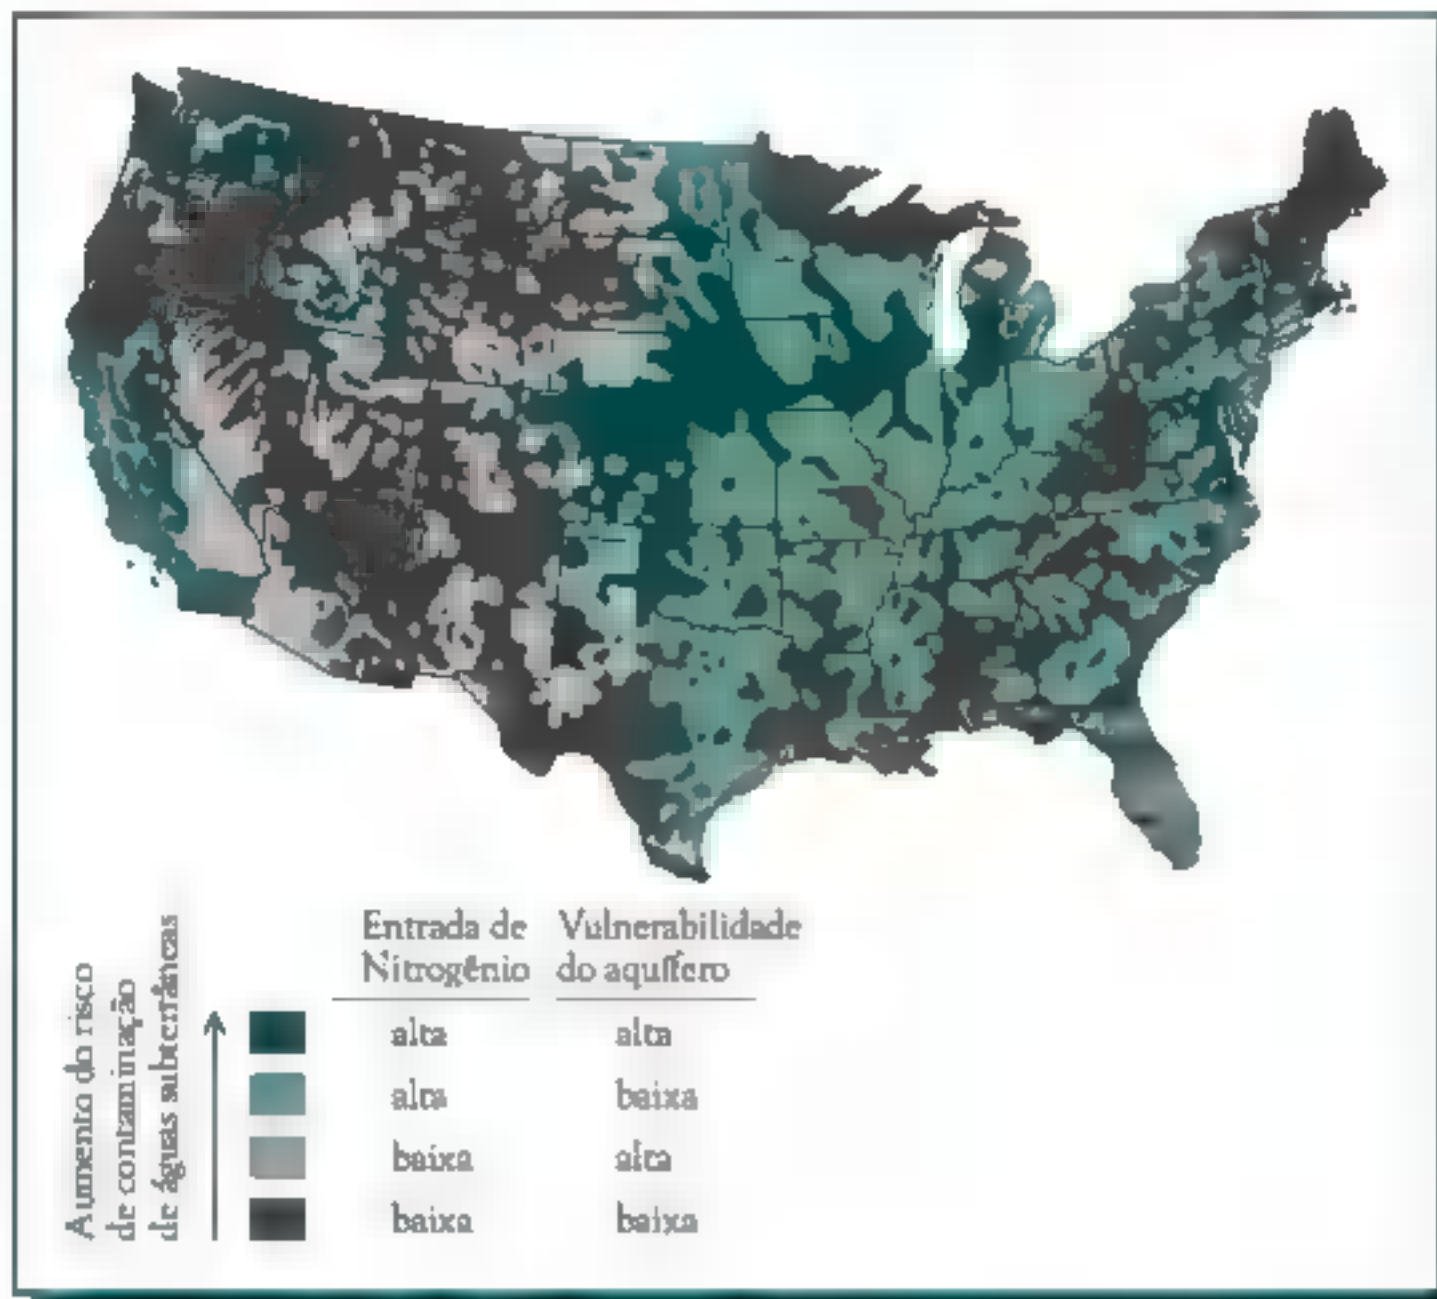 Entrada de Vulnerabilidade
Nitrogênio do aquífero
alta alta
alta baixa
baixa alta
baixa baixa
Aumento do risco
de contaminação
de águas subterrâneas